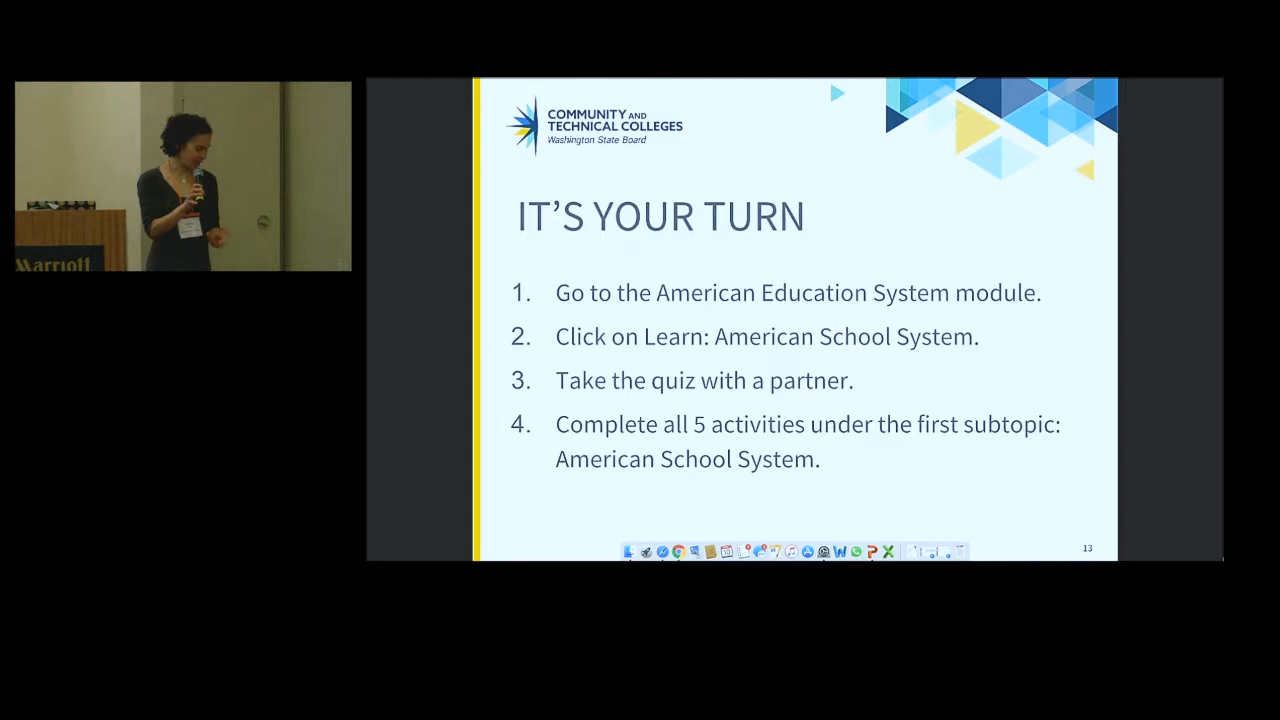 Marriott
COMMUNITY AND
TECHNICAL COLLEGES
Washington State Board
IT’S YOUR TURN
1. Go to the American Education System module.
2. Click on Learn: American School System.
3. Take the quiz with a partner.
4. Complete all 5 activities under the first subtopic:
American School System.
13